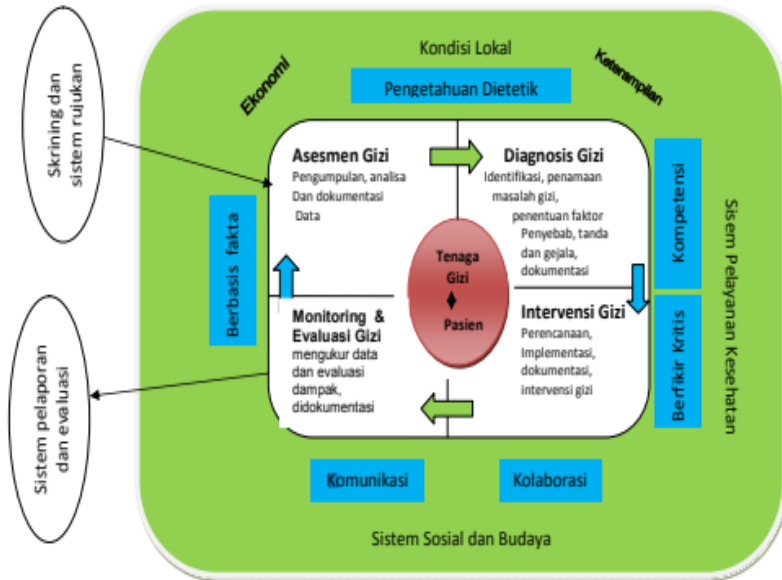 Kondisi Lokal
Ekonomi
Keterampilan
Pengetahuan Dietetik
Skrining dan
sistem rujukan
Asesmen Gizi
Pengumpulan, analisa
Dan dokumentasi
Data
Diagnosis Gizi
Identifikasi, penamaan
masalah gizi,
penentuan faktor
Penyebab, tanda
dan gejala,
dokumentasi
Kompetensi
Sisem Pelayanan Kesehatan
Berbasis fakta
Tenaga
Gizi
Pasien
Monitoring &
Evaluasi Gizi
mengukur data
dan evaluasi
dampak,
didokumentasi
Intervensi Gizi
Perencanaan,
Implementasi,
dokumentasi,
intervensi gizi
Berfikir Kritis
Sistem pelaporan
dan evaluasi
Komunikasi
Kolaborasi
Sistem Sosial dan Budaya